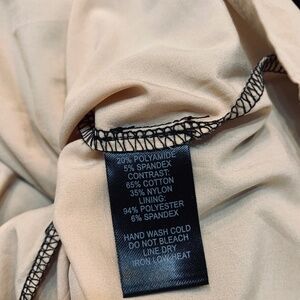 20% POLYAMIDE
5% SPANDEX
CONTRAST:
65% COTTON
35% NYLON
LINING:
94% POLYESTER
6% SPANDEX
HAND WASH COLD
DO NOT BLEACH
LINE DRY
IRON LOW HEAT